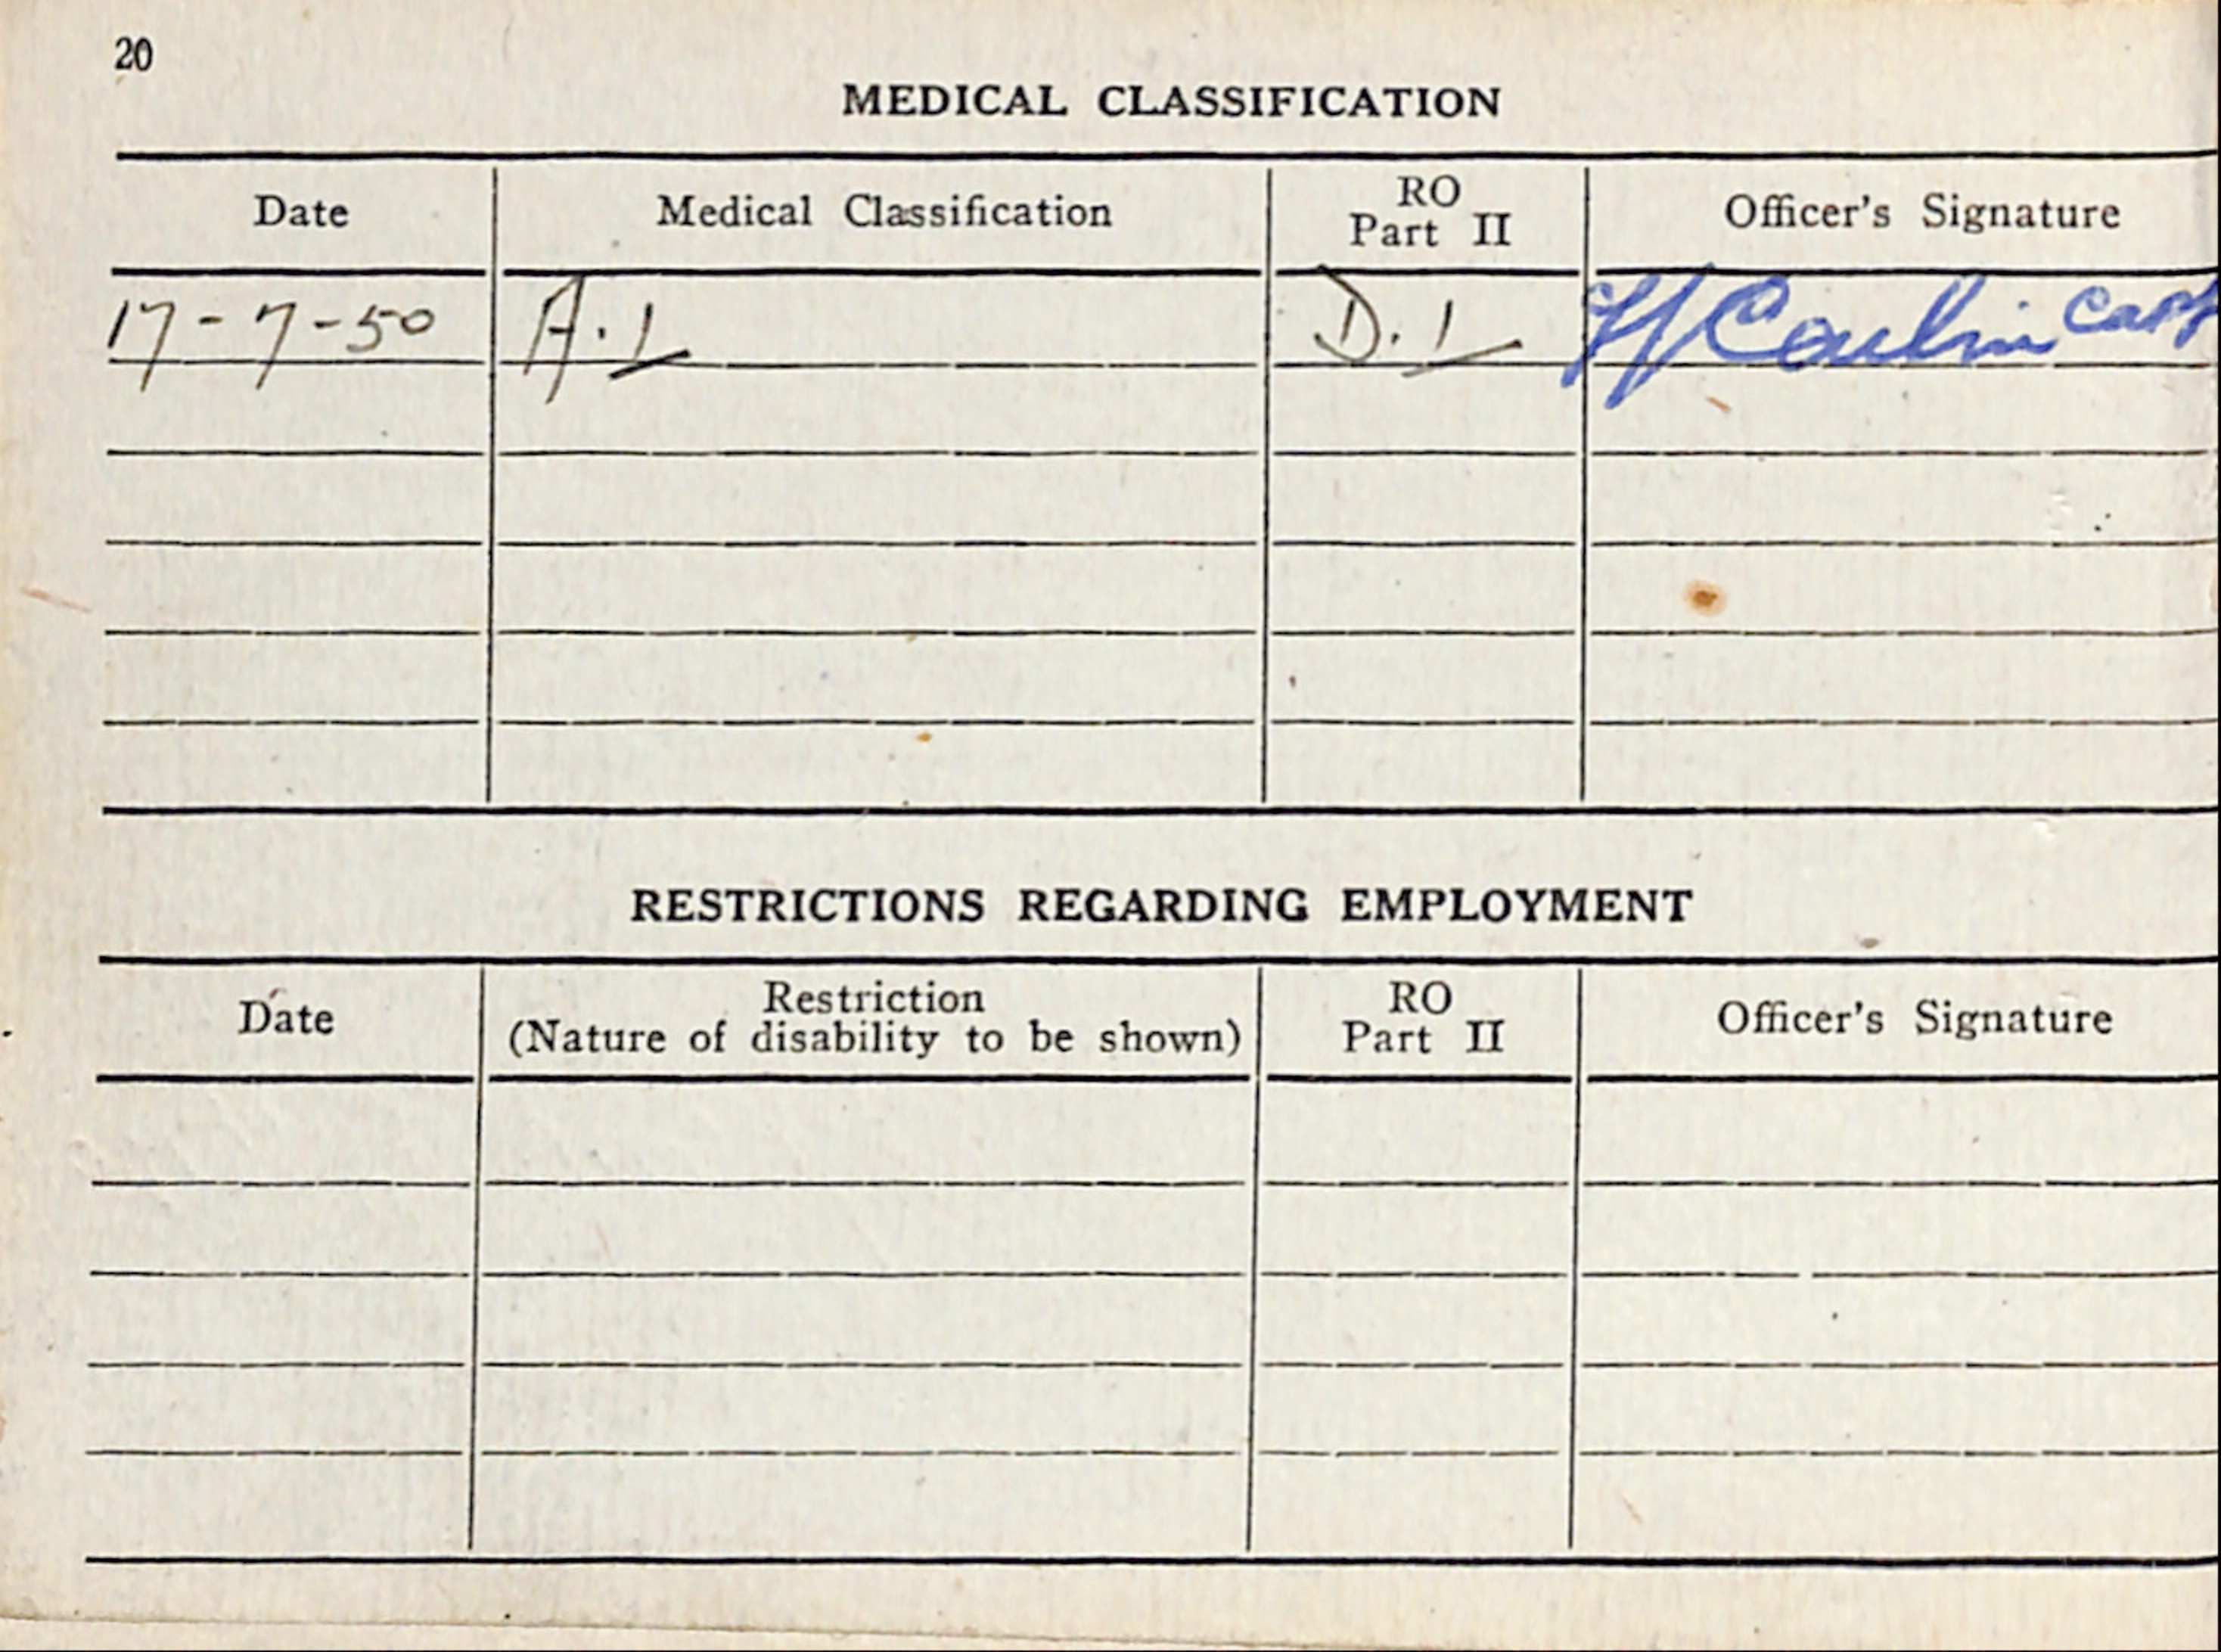 20
MEDICAL CLASSIFICATION
Date Medical Classification RO Part II Officer's Signature
17-7-50 A.1 D.1 Capt
RESTRICTIONS REGARDING EMPLOYMENT
Date Restriction (Nature of disability to be shown) RO Part II Officer's Signature